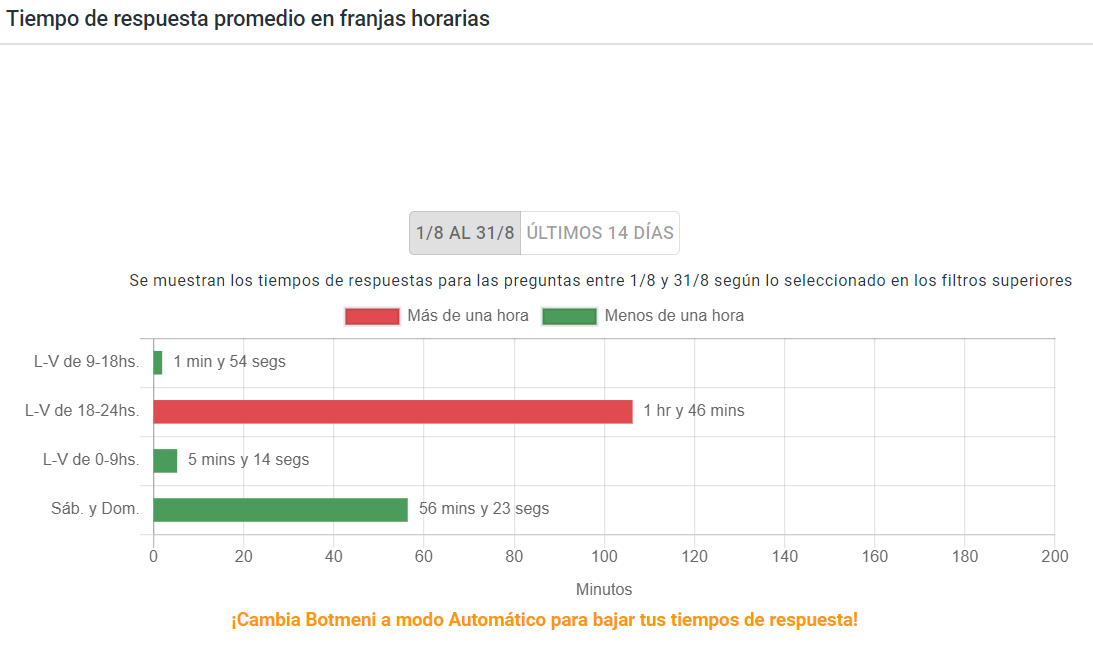 Tiempo de respuesta promedio en franjas horarias
1/8 AL 31/8 ÚLTIMOS 14 DÍAS
Se muestran los tiempos de respuestas para las preguntas entre 1/8 y 31/8 según lo seleccionado en los filtros superiores
Más de una hora Menos de una hora
L-V de 9-18hs. 1 min y 54 segs
L-V de 18-24hs. 1 hr y 46 mins
L-V de 0-9hs. 5 mins y 14 segs
Sáb. y Dom. 56 mins y 23 segs
0 20 40 60 80 100 120 140 160 180 200
Minutos
¡Cambia Botmeni a modo Automático para bajar tus tiempos de respuesta!